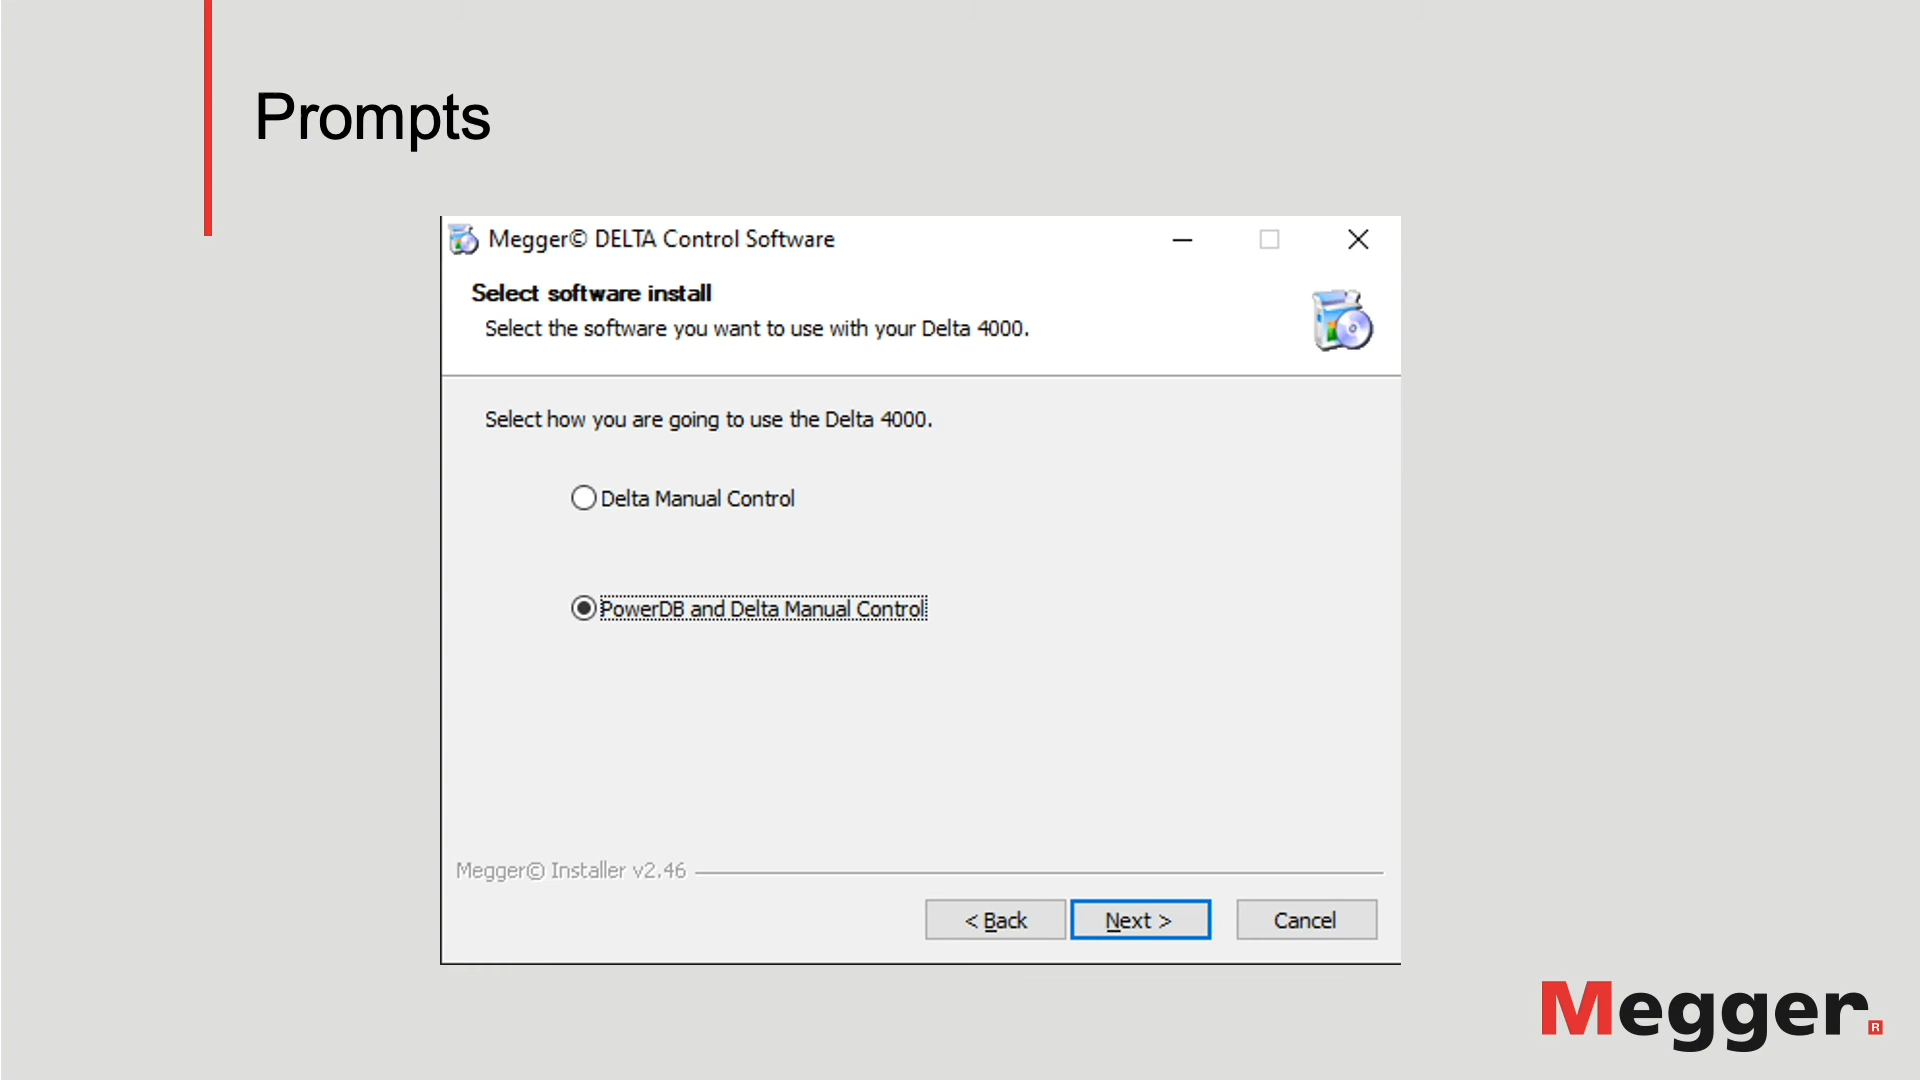 Prompts
Megger© DELTA Control Software
Select software install
Select the software you want to use with your Delta 4000.
Select how you are going to use the Delta 4000.
Delta Manual Control
PowerDB and Delta Manual Control
Megger© Installer v2.46
< Back Next > Cancel
Megger®